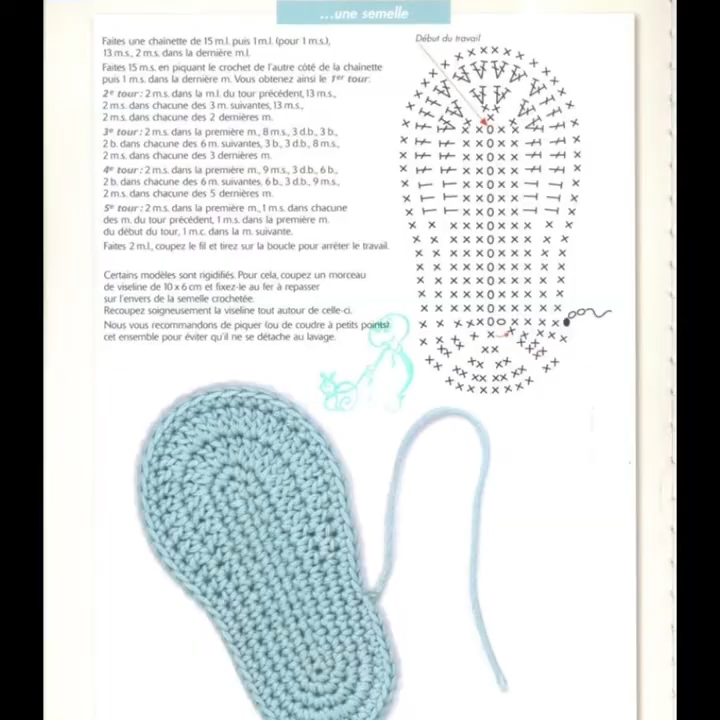 ...une semelle
Faites une chaînette de 15 m.l. puis 1 m.l. (pour 1 m.s.),
13 m.s., 2 m.s. dans la dernière m.l.
Faites 15 m.s. en piquant le crochet de l'autre côté de la chaînette
puis 1 m.s. dans la dernière m. Vous obtenez ainsi le 1er tour.
2e tour : 2 m.s. dans la m.l. du tour précédent, 13 m.s.,
2 m.s. dans chacune des 3 m. suivantes, 13 m.s.,
2 m.s. dans chacune des 2 dernières m.
3e tour : 2 m.s. dans la première m., 8 m.s., 3 d.b., 3 b.,
2 b. dans chacune des 6 m. suivantes, 3 b., 3 d.b., 8 m.s.,
2 m.s. dans chacune des 3 dernières m.
4e tour : 2 m.s. dans la première m., 9 m.s., 3 d.b., 6 b.,
2 b. dans chacune des 6 m. suivantes, 6 b., 3 d.b., 9 m.s.,
2 m.s. dans chacune des 5 dernières m.
5e tour : 2 m.s. dans la première m., 1 m.s. dans chacune
des m. du tour précédent, 1 m.s. dans la première m.
du début du tour, 1 m.c. dans la m. suivante.
Faites 2 m.l., coupez le fil et tirez sur la boucle pour arrêter le travail.
Certains modèles sont rigidifiés. Pour cela, coupez un morceau
de viseline de 10 x 6 cm et fixez-le au fer à repasser
sur l'envers de la semelle crochetée.
Recoupez soigneusement la viseline tout autour de celle-ci.
Nous vous recommandons de piquer (ou de coudre à petits points)
cet ensemble pour éviter qu'il ne se détache au lavage.
Début du travail